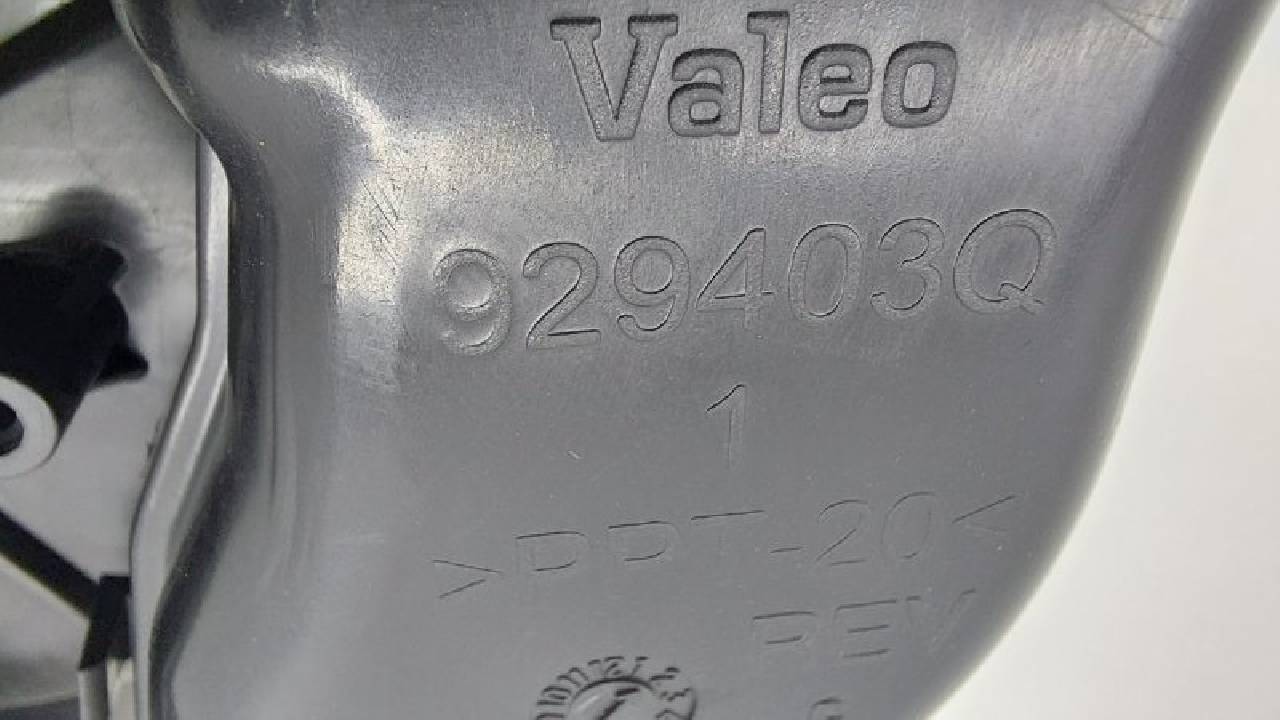 Valeo
929403Q
1
>PPT-20<
REV